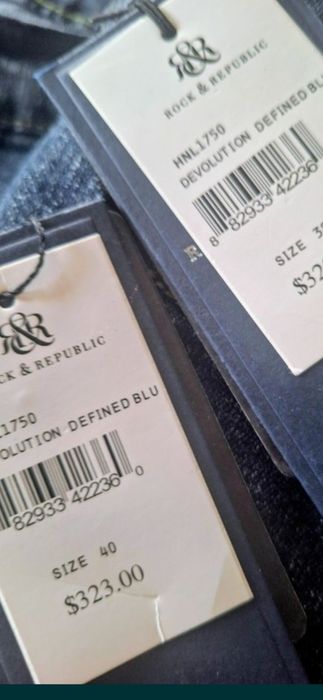 R&R
ROCK & REPUBLIC
HNL1750
DEVOLUTION DEFINED BLU
8 82933 42236
SIZE
R
R&R
CK & REPUBLIC
1750
OLUTION DEFINED BLU
82933 42236 0
SIZE 40
$323.00